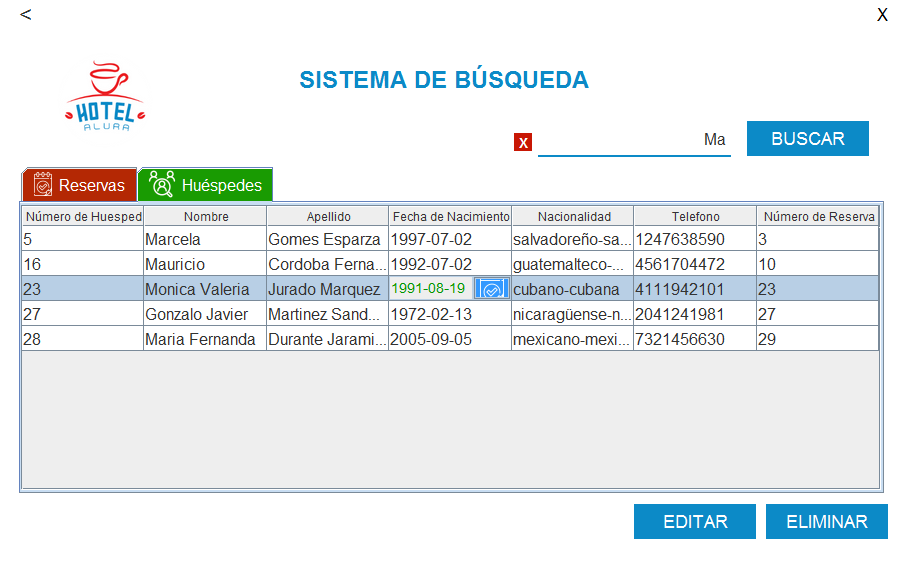 < X
SISTEMA DE BÚSQUEDA
HOTEL
ALURA
X Ma BUSCAR
Reservas Huéspedes
Número de Huesped Nombre Apellido Fecha de Nacimiento Nacionalidad Telefono Número de Reserva
5 Marcela Gomes Esparza 1997-07-02 salvadoreño-sa... 1247638590 3
16 Mauricio Cordoba Ferna... 1992-07-02 guatemalteco-... 4561704472 10
23 Monica Valeria Jurado Marquez 1991-08-19 cubano-cubana 4111942101 23
27 Gonzalo Javier Martinez Sand... 1972-02-13 nicaragüense-n... 2041241981 27
28 Maria Fernanda Durante Jarami... 2005-09-05 mexicano-mexi... 7321456630 29
EDITAR ELIMINAR